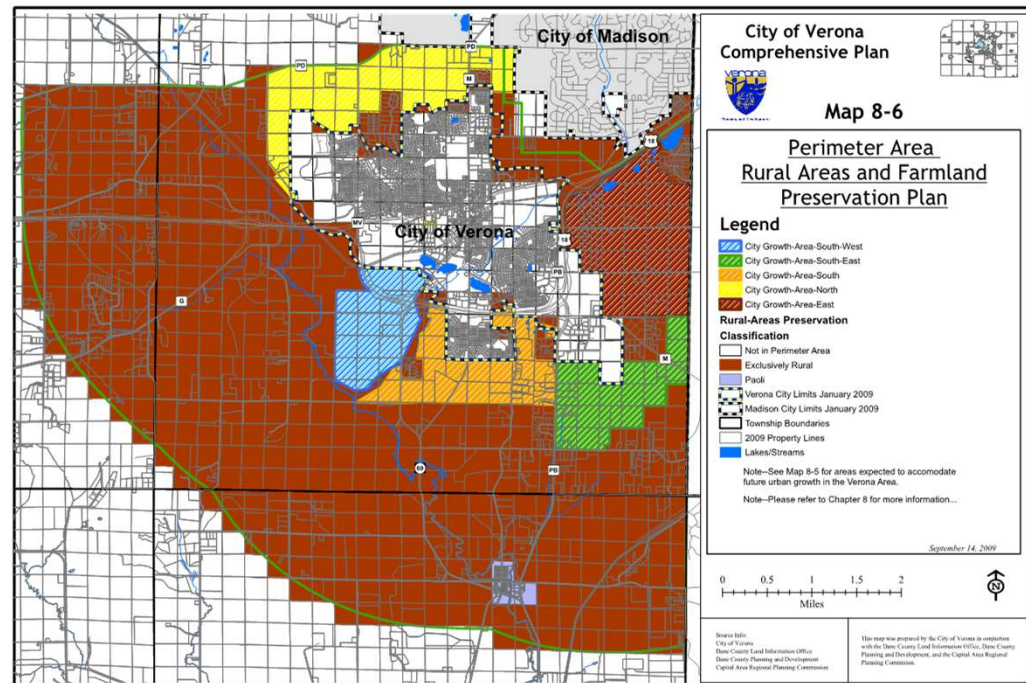 City of Madison
City of Verona
PD
PD
M
18
MV
18
PB
G
M
69
PB
City of Verona
Comprehensive Plan
verona
Map 8-6
Perimeter Area
Rural Areas and Farmland
Preservation Plan
Legend
City Growth-Area-South-West
City Growth-Area-South-East
City Growth-Area-South
City Growth-Area-North
City Growth-Area-East
Rural-Areas Preservation
Classification
Not in Perimeter Area
Exclusively Rural
Paoli
Verona City Limits January 2009
Madison City Limits January 2009
Township Boundaries
2009 Property Lines
Lakes/Streams
Note--See Map 8-5 for areas expected to accomodate
future urban growth in the Verona Area.
Note--Please refer to Chapter 8 for more information...
September 14, 2009
0 0.5 1 1.5 2
Miles
N
Source Info:
City of Verona
Dane County Land Information Office
Dane County Planning and Development
Capital Area Regional Planning Commission
This map was prepared by the City of Verona in conjunction
with the Dane County Land Information Office, Dane County
Planning and Development, and the Capital Area Regional
Planning Commission.